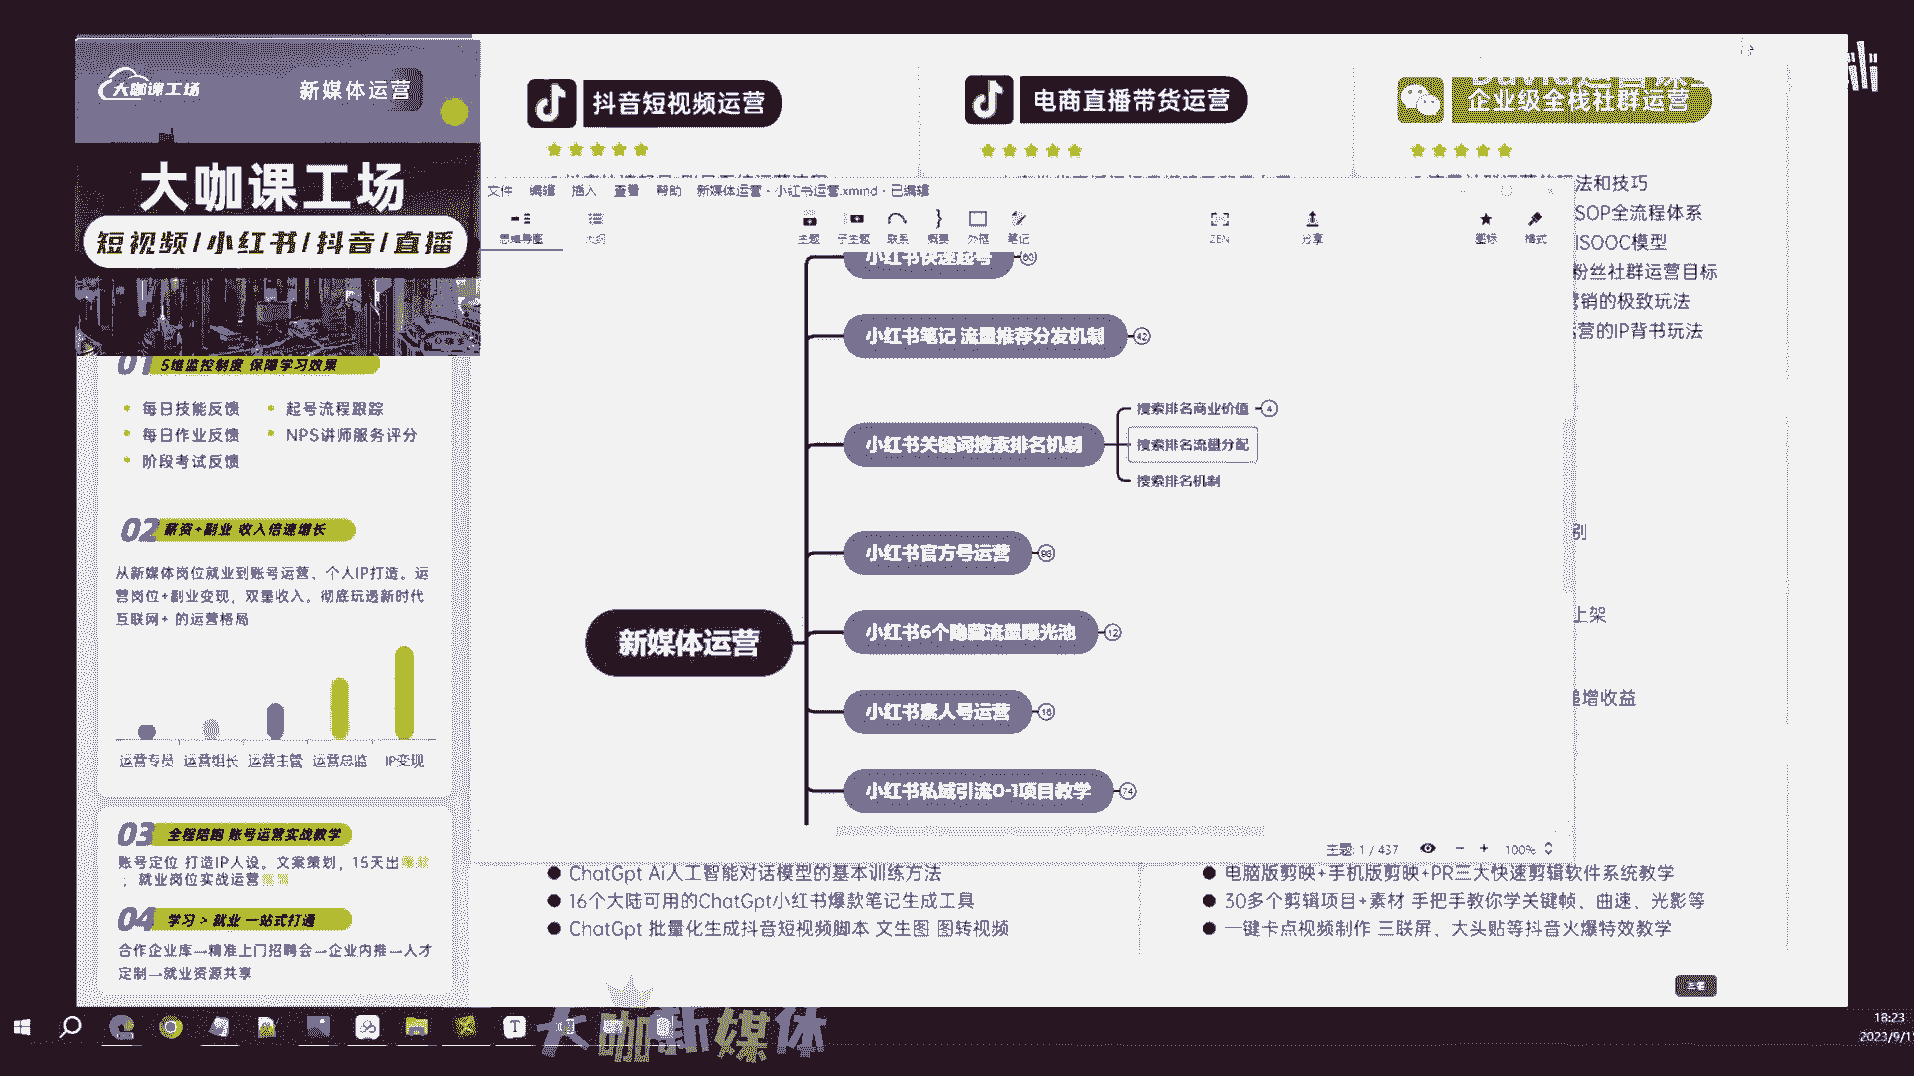 大咖课工场
新媒体运营
大咖课工场
短视频/小红书/抖音/直播
01 5维监控制度 保障学习效果
每日技能反馈
起号流程跟踪
每日作业反馈
NPS讲师服务评分
阶段考试反馈
02 薪资+副业 收入倍速增长
从新媒体岗位就业到账号运营、个人IP打造。运
营岗位+副业变现，双量收入。彻底玩透新时代
互联网+ 的运营格局
运营专员 运营组长 运营主管 运营总监 IP变现
03 全程陪跑 账号运营实战教学
账号定位 打造IP人设。文案策划，15天出
；就业岗位实战运营
04 学习 > 就业 一站式打通
合作企业库—精准上门招聘会—企业内推—人才
定制—就业资源共享
抖音短视频运营
电商直播带货运营
企业级全栈社群运营
法和技巧
SOP全流程体系
ISOOC模型
粉丝社群运营目标
营销的极致玩法
运营的IP背书玩法
别
上架
递增收益
文件 编辑 插入 查看 帮助 新媒体运营 - 小红书运营.xmind - 已编辑
思维导图 大纲 主题 子主题 联系 概要 外框 笔记 ZEN 分享 图标 格式
小红书快速起号 60
小红书笔记 流量推荐分发机制 42
小红书关键词搜索排名机制
搜索排名商业价值 4
搜索排名流量分配
搜索排名机制
小红书官方号运营 88
小红书6个隐藏流量曝光池 12
新媒体运营
小红书素人号运营 18
小红书私域引流0-1项目教学 74
主题: 1 / 437
100%
ChatGpt Ai人工智能对话模型的基本训练方法
16个大陆可用的ChatGpt小红书爆款笔记生成工具
ChatGpt 批量化生成抖音短视频脚本 文生图 图转视频
电脑版剪映+手机版剪映+PR三大快速剪辑软件系统教学
30多个剪辑项目+素材 手把手教你学关键帧、曲速、光影等
一键卡点视频制作 三联屏、大头贴等抖音火爆特效教学
大咖新媒体
18:23
2023/9/1